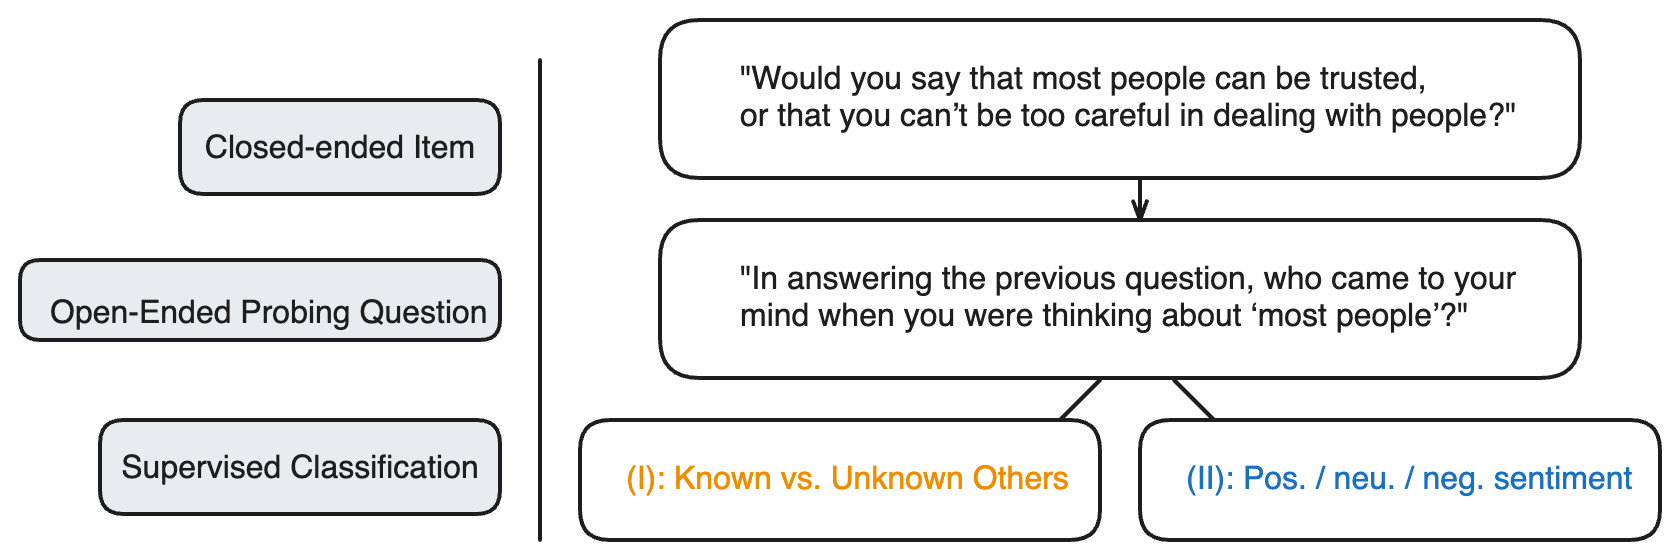 Closed-ended Item
"Would you say that most people can be trusted,
or that you can’t be too careful in dealing with people?"
Open-Ended Probing Question
"In answering the previous question, who came to your
mind when you were thinking about ‘most people’?"
Supervised Classification
(I): Known vs. Unknown Others
(II): Pos. / neu. / neg. sentiment